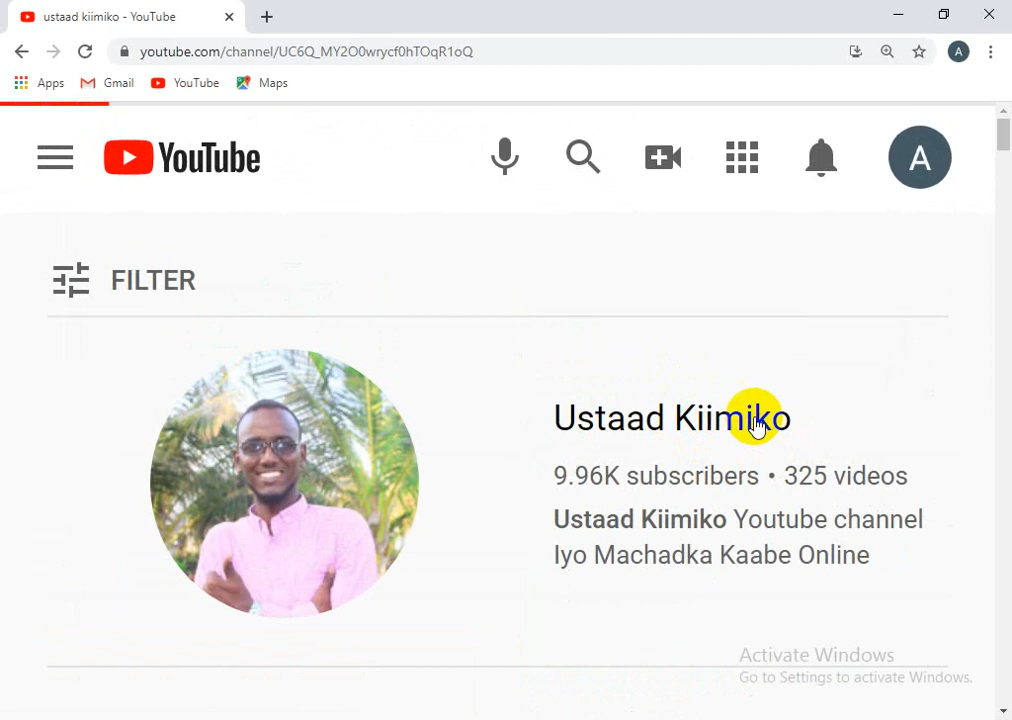 ustaad kiimiko - YouTube
youtube.com/channel/UC6Q_MY2O0wrycf0hTOqR1oQ
A
Apps Gmail YouTube Maps
YouTube
A
FILTER
Ustaad Kiimiko
9.96K subscribers • 325 videos
Ustaad Kiimiko Youtube channel
Iyo Machadka Kaabe Online
Activate Windows
Go to Settings to activate Windows.